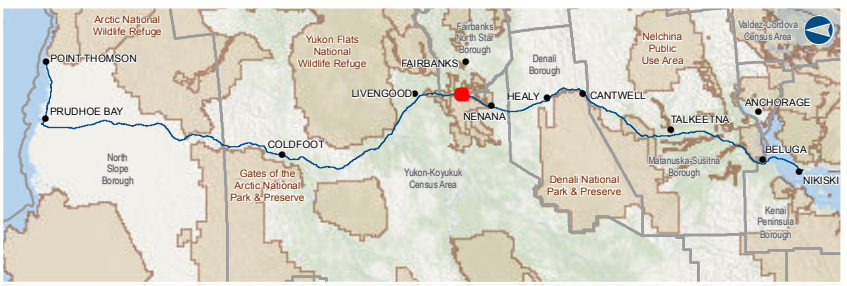 Arctic National
Wildlife Refuge
POINT THOMSON
PRUDHOE BAY
North
Slope
Borough
COLDFOOT
Gates of the
Arctic National
Park & Preserve
Yukon Flats
National
Wildlife Refuge
LIVENGOOD
FAIRBANKS
Fairbanks
North Star
Borough
NENANA
Yukon-Koyukuk
Census Area
Denali
Borough
HEALY
CANTWELL
Denali National
Park & Preserve
Nelchina
Public
Use Area
TALKEETNA
Matanuska-Susitna
Borough
Valdez-Cordova
Census Area
ANCHORAGE
BELUGA
NIKISKI
Kenai
Peninsula
Borough